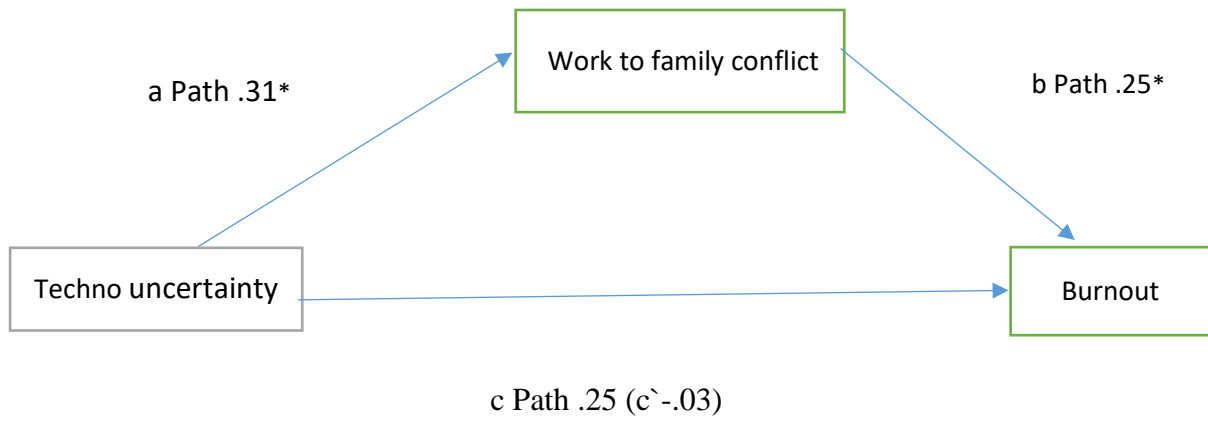 Work to family conflict
a Path .31*
b Path .25*
Techno uncertainty
Burnout
c Path .25 (c`-.03)